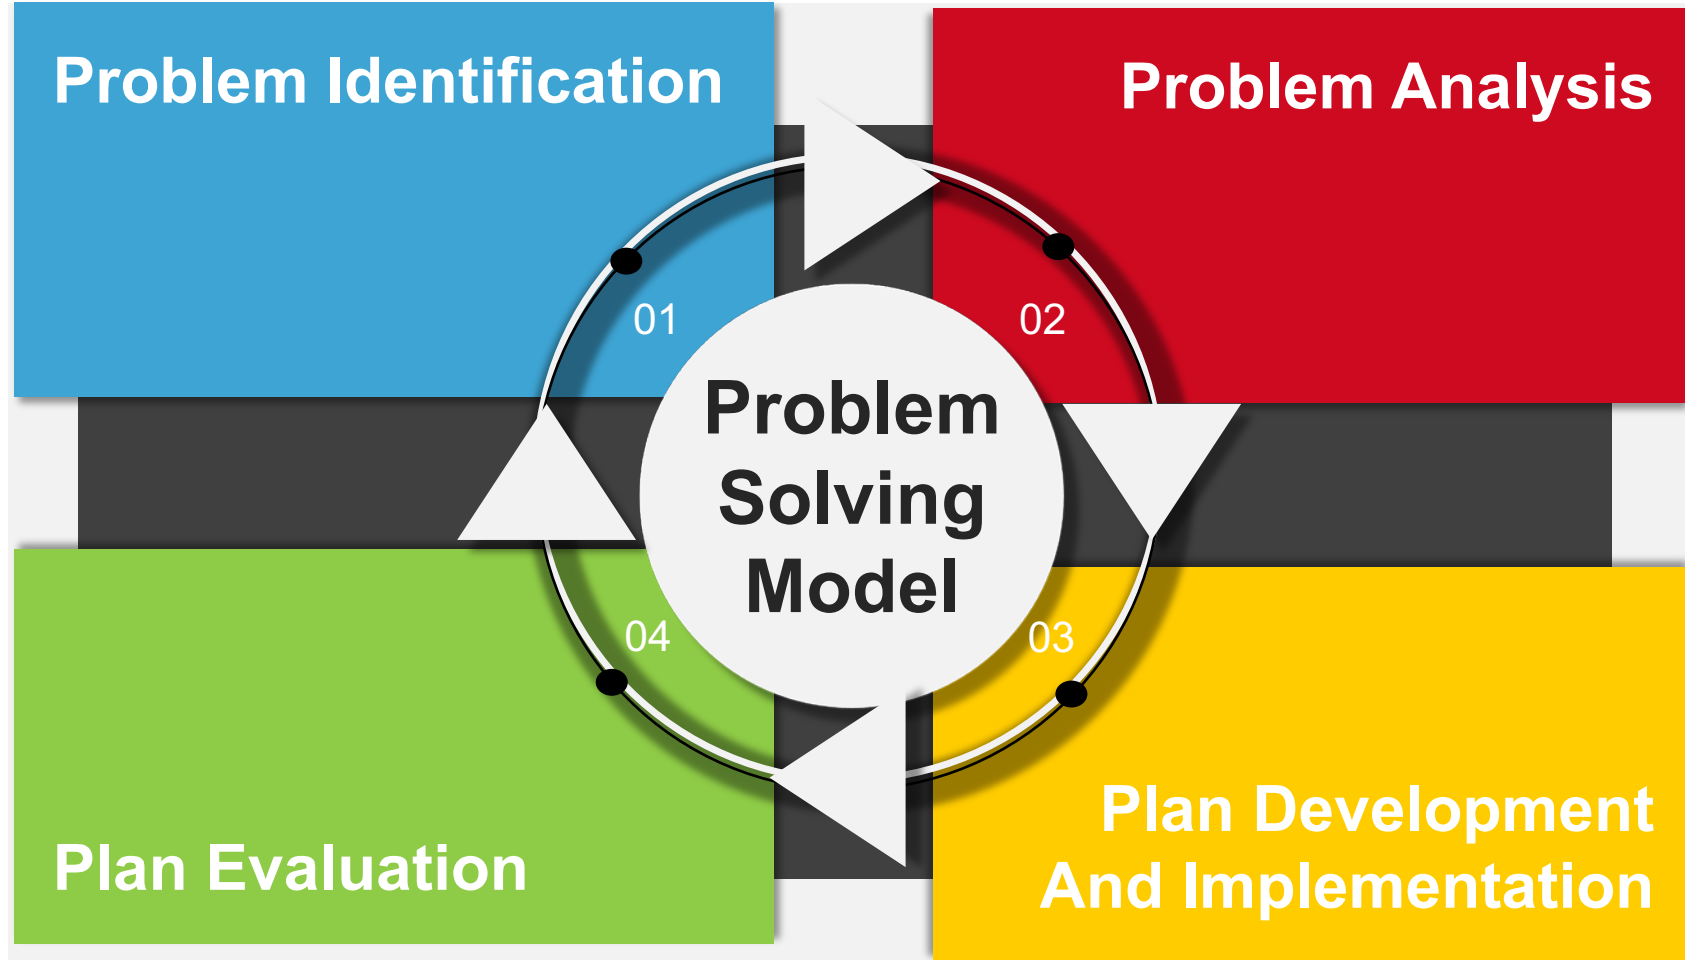 Problem Identification
Problem Analysis
01
02
Problem
Solving
Model
04
03
Plan Evaluation
Plan Development
And Implementation